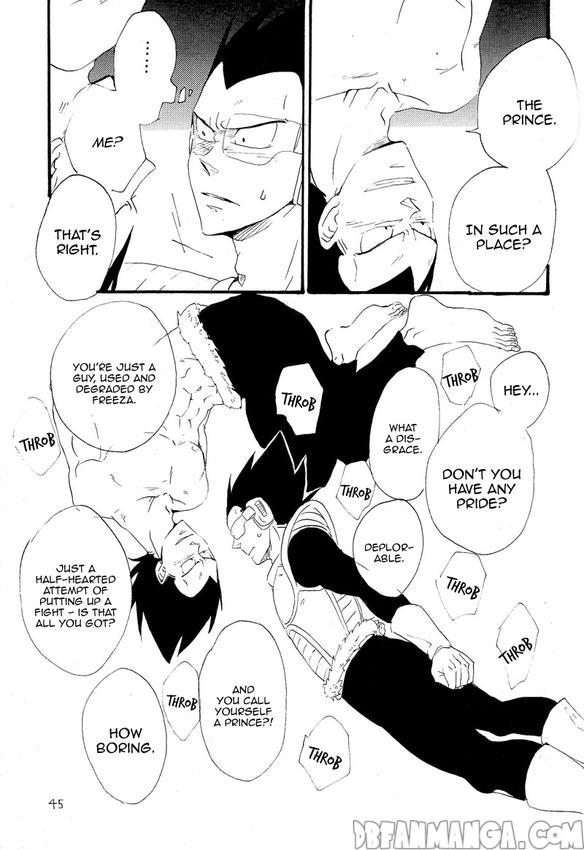 THE
PRINCE.
IN SUCH A
PLACE?
........
ME?
THAT'S
RIGHT.
HEY...
DON'T YOU
HAVE ANY
PRIDE?
THROB
WHAT
A DIS-
GRACE.
THROB
YOU'RE JUST A
GUY, USED AND
DEGRADED BY
FREEZA.
THROB
THROB
DEPLOR-
ABLE.
THROB
THROB
JUST A
HALF-HEARTED
ATTEMPT OF
PUTTING UP A
FIGHT - IS THAT
ALL YOU GOT?
AND
YOU CALL
YOURSELF
A PRINCE?!
THROB
THROB
HOW
BORING.
45
DBFANMANGA.COM